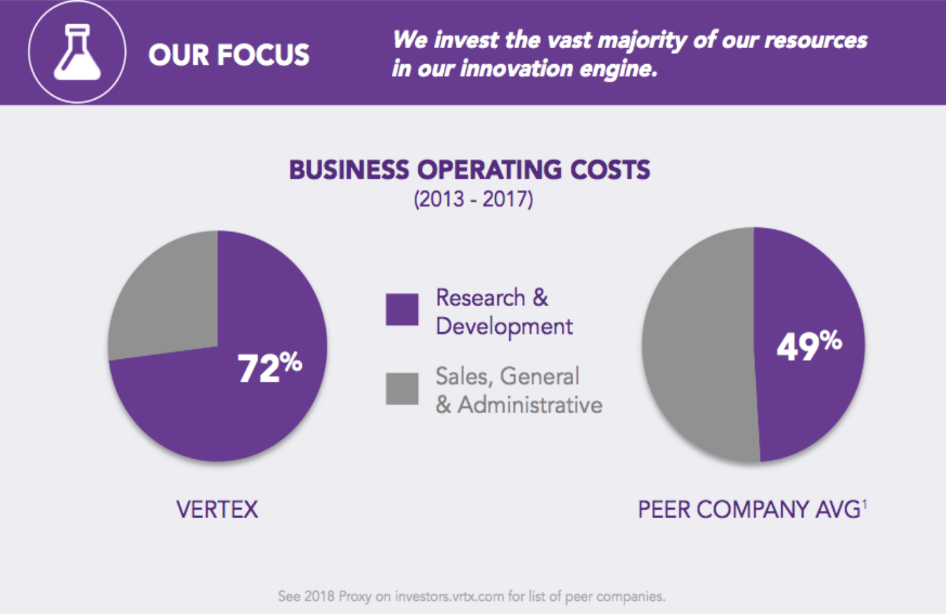 OUR FOCUS
We invest the vast majority of our resources
in our innovation engine.
BUSINESS OPERATING COSTS
(2013 - 2017)
72%
Research &
Development
Sales, General
& Administrative
49%
VERTEX
PEER COMPANY AVG¹
See 2018 Proxy on investors.vrtx.com for list of peer companies.